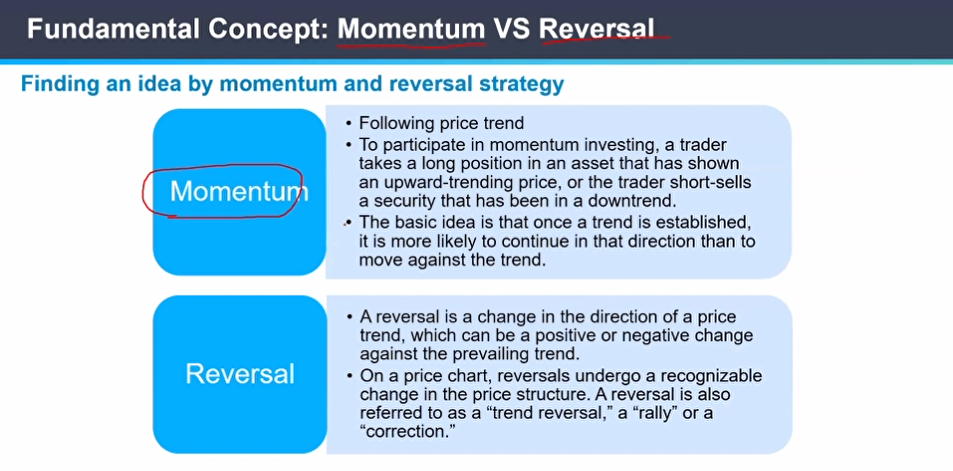 Fundamental Concept: Momentum VS Reversal
Finding an idea by momentum and reversal strategy
Momentum
• Following price trend
• To participate in momentum investing, a trader
takes a long position in an asset that has shown
an upward-trending price, or the trader short-sells
a security that has been in a downtrend.
• The basic idea is that once a trend is established,
it is more likely to continue in that direction than to
move against the trend.
Reversal
• A reversal is a change in the direction of a price
trend, which can be a positive or negative change
against the prevailing trend.
• On a price chart, reversals undergo a recognizable
change in the price structure. A reversal is also
referred to as a “trend reversal,” a “rally” or a
“correction.”